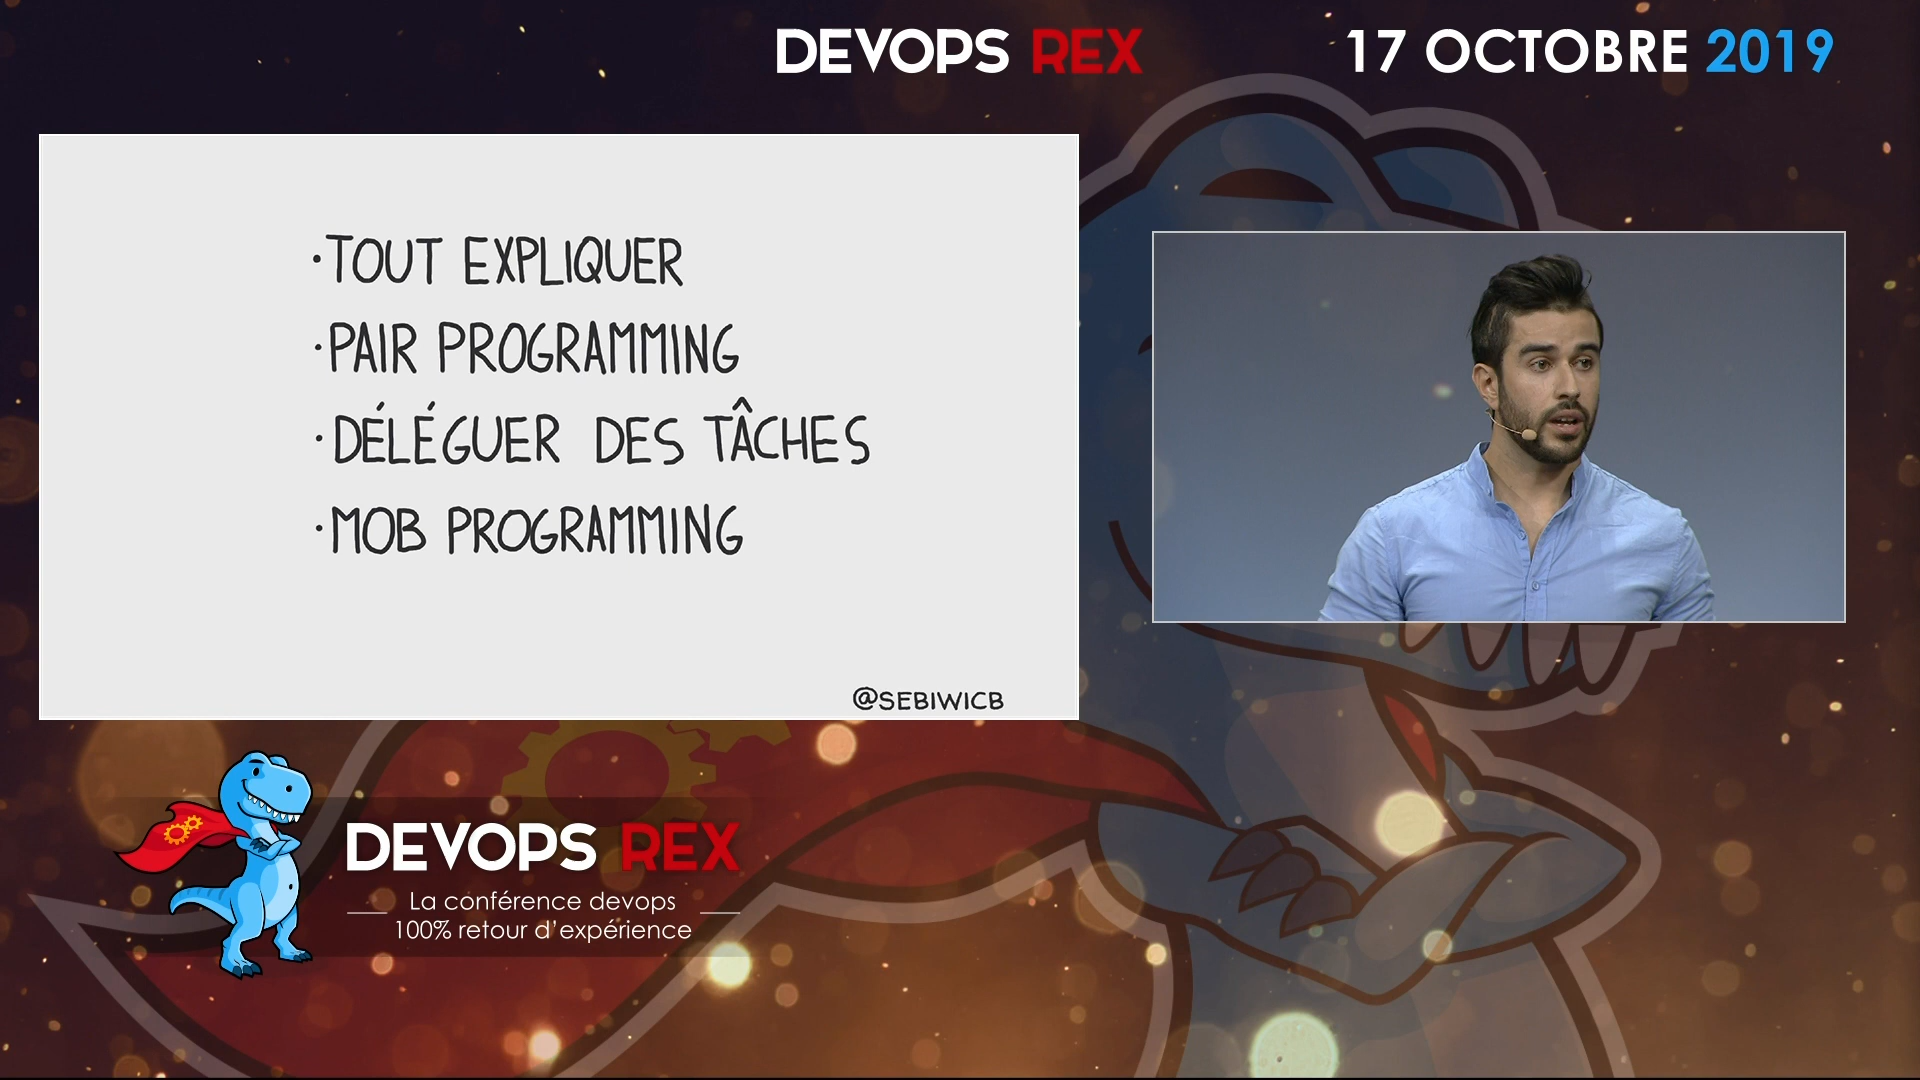 DEVOPS REX
17 OCTOBRE 2019
·TOUT EXPLIQUER
·PAIR PROGRAMMING
·DÉLÉGUER DES TÂCHES
·MOB PROGRAMMING
@SEBIWICB
DEVOPS REX
La conférence devops
100% retour d'expérience